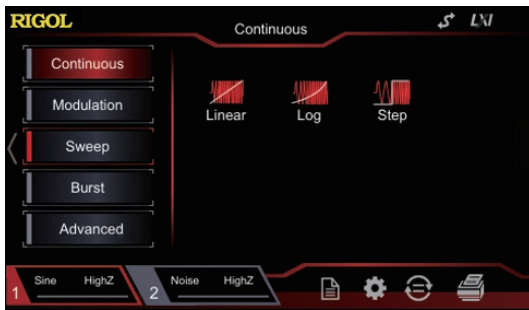 RIGOL
Continuous
LXI
Continuous
Modulation
Sweep
Burst
Advanced
Linear
Log
Step
1
Sine
HighZ
2
Noise
HighZ